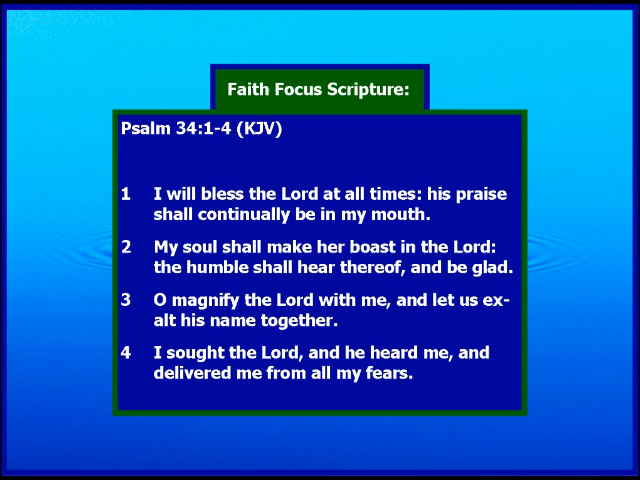 Faith Focus Scripture:
Psalm 34:1-4 (KJV)
1 I will bless the Lord at all times: his praise
shall continually be in my mouth.
2 My soul shall make her boast in the Lord:
the humble shall hear thereof, and be glad.
3 O magnify the Lord with me, and let us ex-
alt his name together.
4 I sought the Lord, and he heard me, and
delivered me from all my fears.